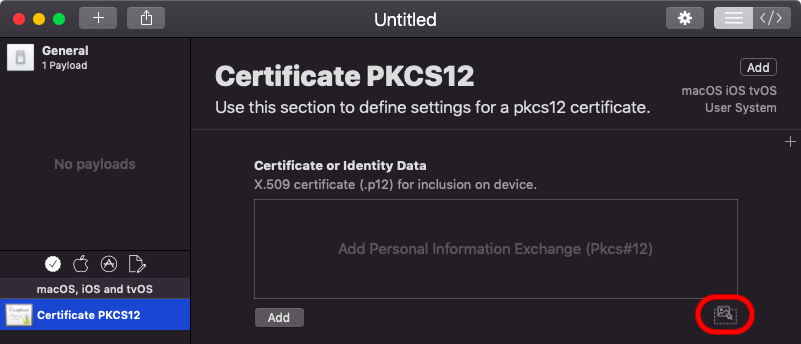 Untitled
General
1 Payload
No payloads
macOS, iOS and tvOS
Certificate PKCS12
Certificate PKCS12
Add
Use this section to define settings for a pkcs12 certificate.
macOS iOS tvOS
User System
Certificate or Identity Data
X.509 certificate (.p12) for inclusion on device.
Add Personal Information Exchange (Pkcs#12)
Add